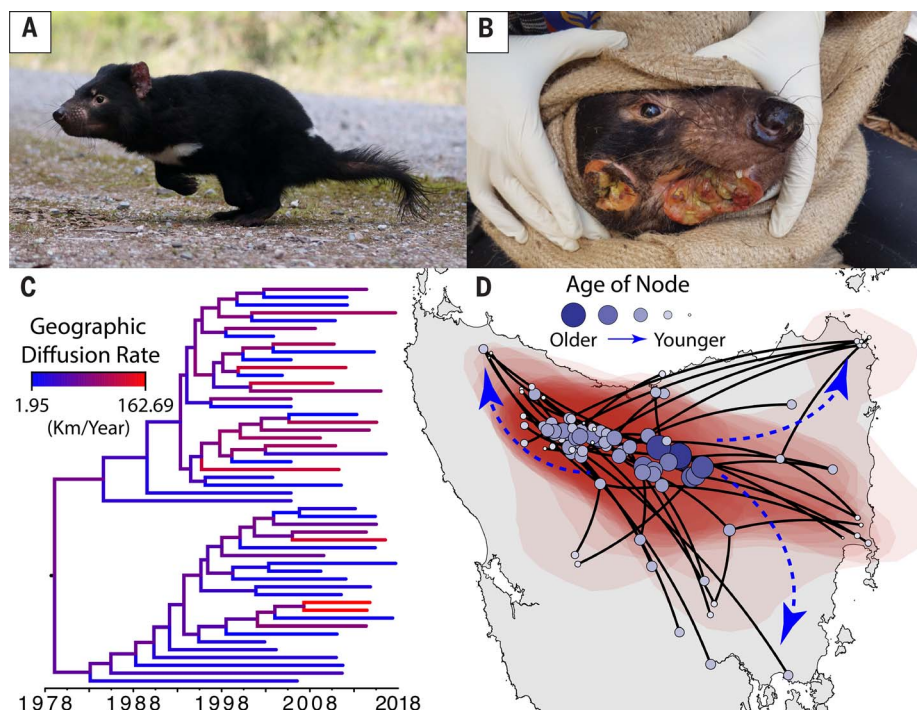 A
B
C
Geographic
Diffusion Rate
1.95 162.69
(Km/Year)
1978 1988 1998 2008 2018
D
Age of Node
Older Younger